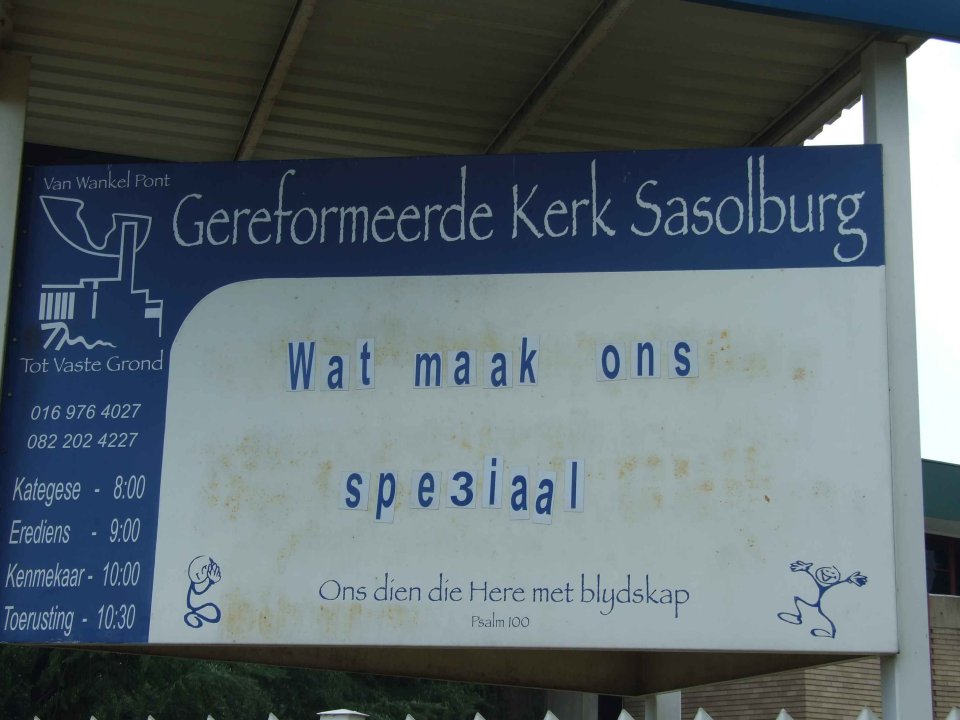 Van Wankel Pont
Gereformeerde Kerk Sasolburg
Tot Vaste Grond
016 976 4027
082 202 4227
Kategese - 8:00
Erediens - 9:00
Kenmekaar - 10:00
Toerusting - 10:30
Wat maak ons
spe3iaal
Ons dien die Here met blydskap
Psalm 100